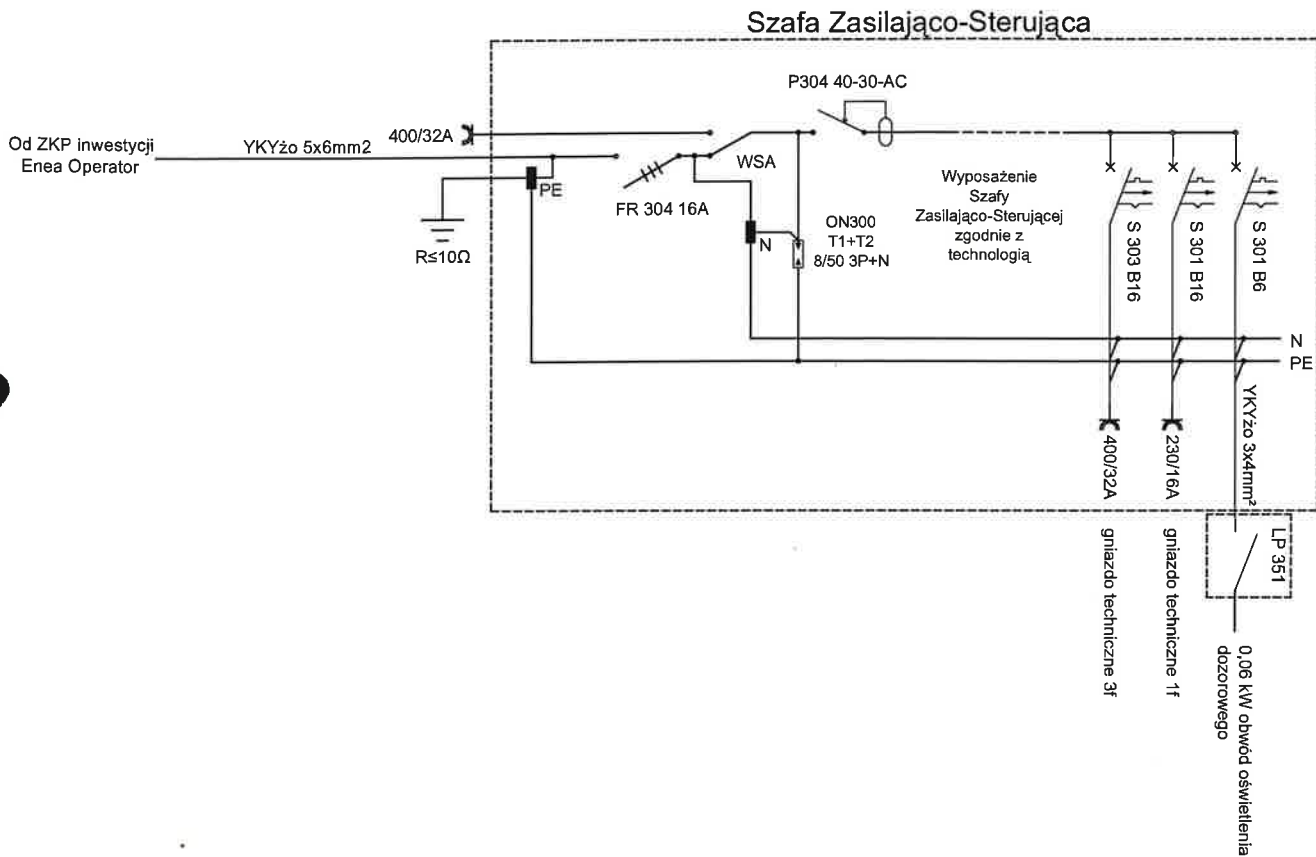 Szafa Zasilająco-Sterująca
P304 40-30-AC
Od ZKP inwestycji
Enea Operator
YKYżo 5x6mm2
400/32A
PE
R≤10Ω
FR 304 16A
WSA
N
ON300
T1+T2
8/50 3P+N
Wyposażenie
Szafy
Zasilająco-Sterującej
zgodnie z
technologią
S 303 B16
S 301 B16
S 301 B6
N
PE
400/32A
230/16A
YKYżo 3x4mm²
gniazdo techniczne 3f
gniazdo techniczne 1f
LP 351
0,06 kW obwód oświetlenia
dozorowego